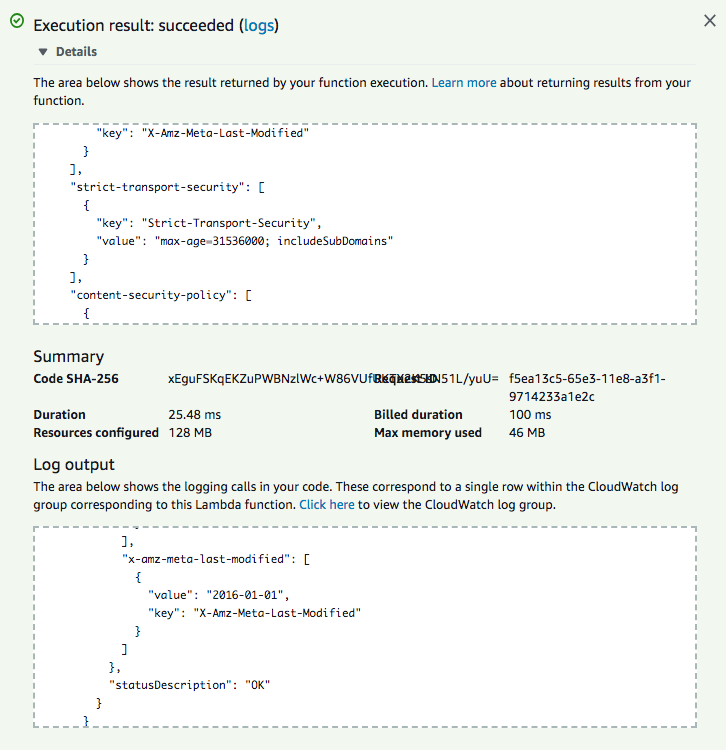 Execution result: succeeded (logs)
Details
The area below shows the result returned by your function execution. Learn more about returning results from your
function.
"key": "X-Amz-Meta-Last-Modified"
}
],
"strict-transport-security": [
{
"key": "Strict-Transport-Security",
"value": "max-age=31536000; includeSubDomains"
}
],
"content-security-policy": [
{
Summary
Code SHA-256
Request ID f5ea13c5-65e3-11e8-a3f1-
9714233a1e2c
Duration 25.48 ms Billed duration 100 ms
Resources configured 128 MB Max memory used 46 MB
Log output
The area below shows the logging calls in your code. These correspond to a single row within the CloudWatch log
group corresponding to this Lambda function. Click here to view the CloudWatch log group.
],
"x-amz-meta-last-modified": [
{
"value": "2016-01-01",
"key": "X-Amz-Meta-Last-Modified"
}
]
},
"statusDescription": "OK"
}
}